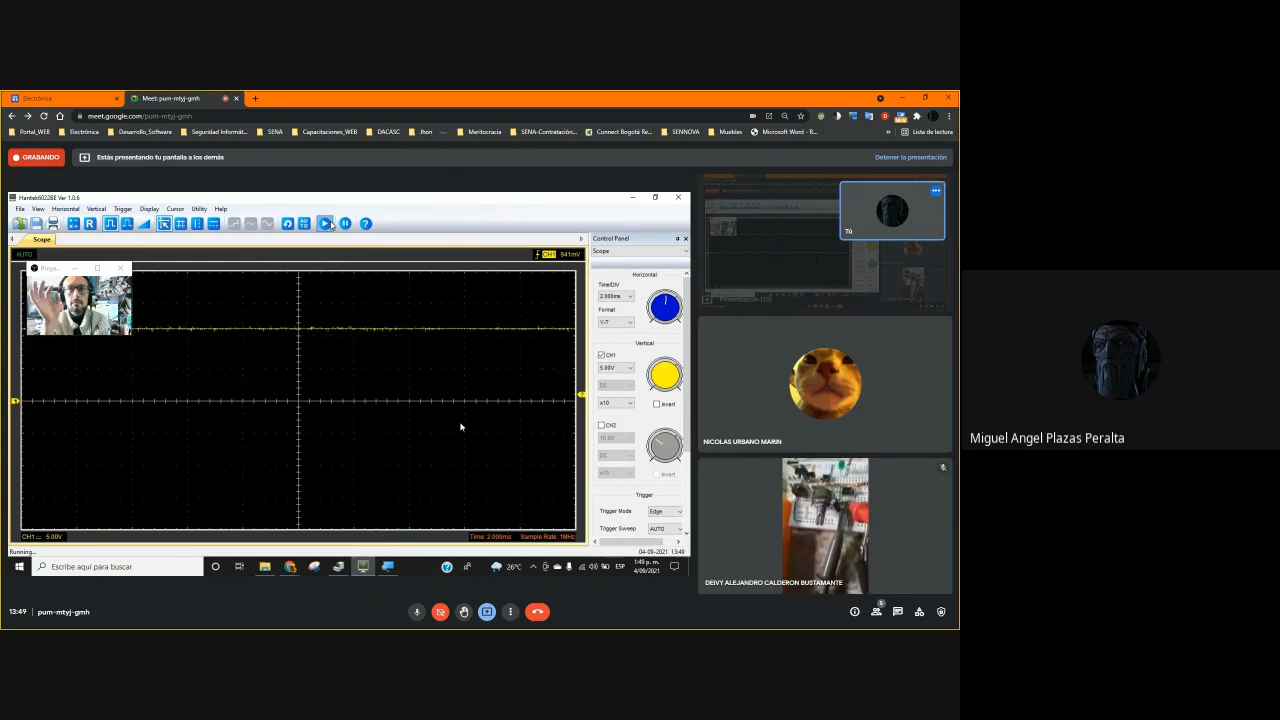 Electrónica
Meet: pum-mtyj-gmh
meet.google.com/pum-mtyj-gmh
Portal_WEB
Electrónica
Desarrollo_Software
Seguridad Informát...
SENA
Capacitaciones_WEB
DACASC
Jhon
Meritocracia
SENA-Contratación...
Connect Bogotá Re...
SENNOVA
Muebles
Microsoft Word - R...
Lista de lectura
GRABANDO
Estás presentando tu pantalla a los demás
Detener la presentación
Hantek6022BE Ver 1.0.6
File View Horizontal Vertical Trigger Display Cursor Utility Help
R
AU TO
Scope
Control Panel
Scope
AUTO
CH1 941mV
Proye...
Horizontal
Time/DIV
2.000ms
Format
Y-T
Vertical
CH1
5.00V
DC
x10
Invert
CH2
10.0V
DC
x10
Invert
Trigger
Trigger Mode Edge
Trigger Sweep AUTO
CH1 5.00V
Time: 2.000ms Sample Rate: 1MHz
Running...
04-09-2021 13:49
Escribe aquí para buscar
26°C
ESP
1:49 p. m.
4/09/2021
Tú
NICOLAS URBANO MARIN
DEIVY ALEJANDRO CALDERON BUSTAMANTE
Miguel Angel Plazas Peralta
13:49
pum-mtyj-gmh